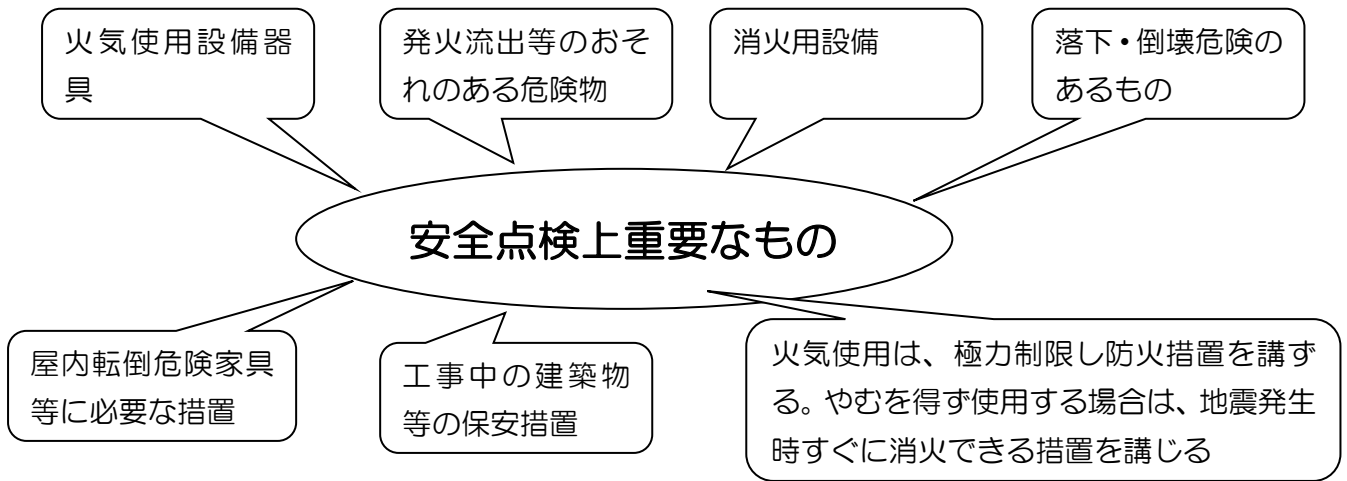 火気使用設備器
具
発火流出等のおそ
れのある危険物
消火用設備
落下・倒壊危険の
あるもの
安全点検上重要なもの
屋内転倒危険家具
等に必要な措置
工事中の建築物
等の保安措置
火気使用は、極力制限し防火措置を講ず
る。やむを得ず使用する場合は、地震発生
時すぐに消火できる措置を講じる